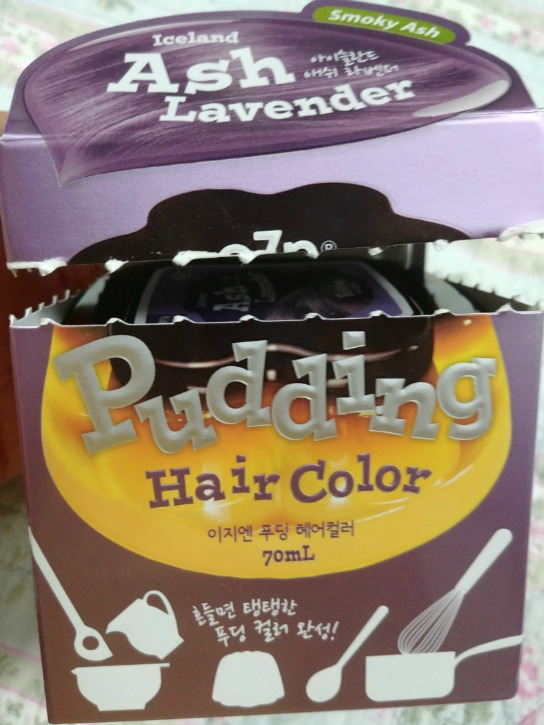 Smoky Ash
Iceland
Ash
Lavender
아이슬란드
애쉬 라벤더
Ash
Lavender
Pudding
Hair Color
이지엔 푸딩 헤어컬러
70mL
흔들면 탱탱한
푸딩 컬러 완성!